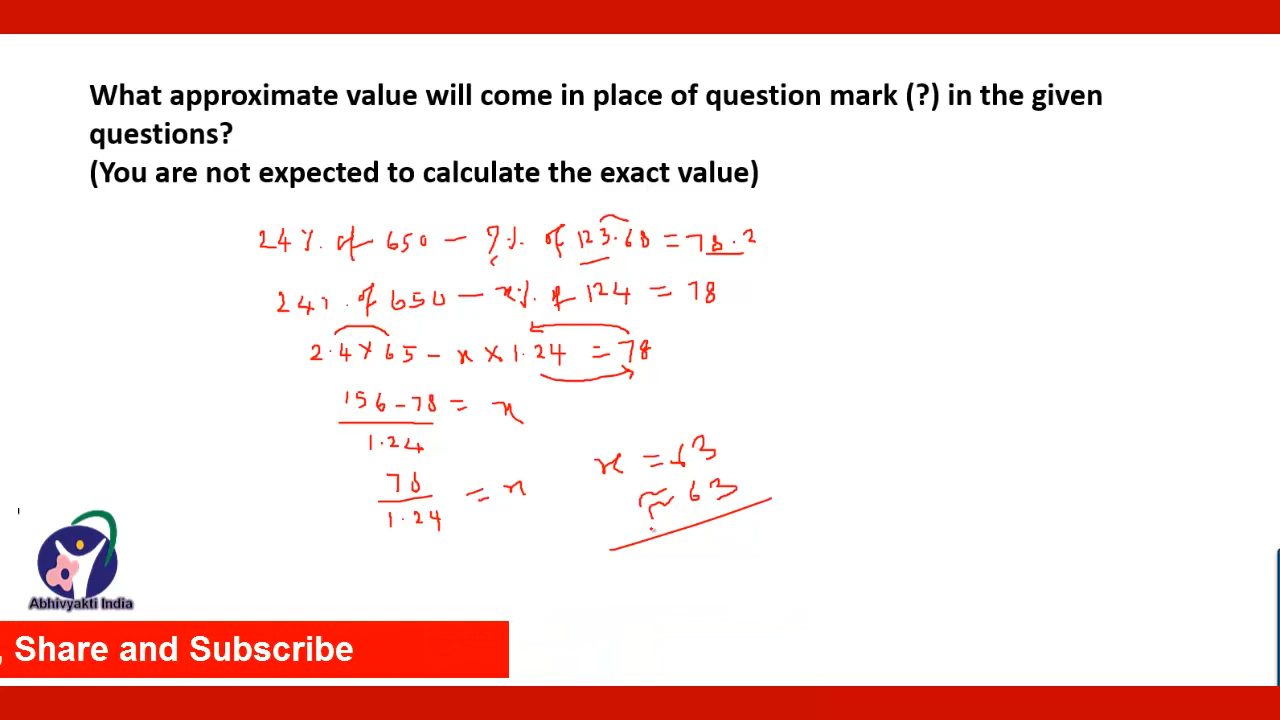 What approximate value will come in place of question mark (?) in the given
questions?
(You are not expected to calculate the exact value)
24% of 650 - ?% of 123.68 = 78.2
24% of 650 - x% of 124 = 78
2.4 x 65 - x x 1.24 = 78
156-78 / 1.24 = x
78 / 1.24 = x
x = 63
≈ 63
Abhivyakti India
, Share and Subscribe